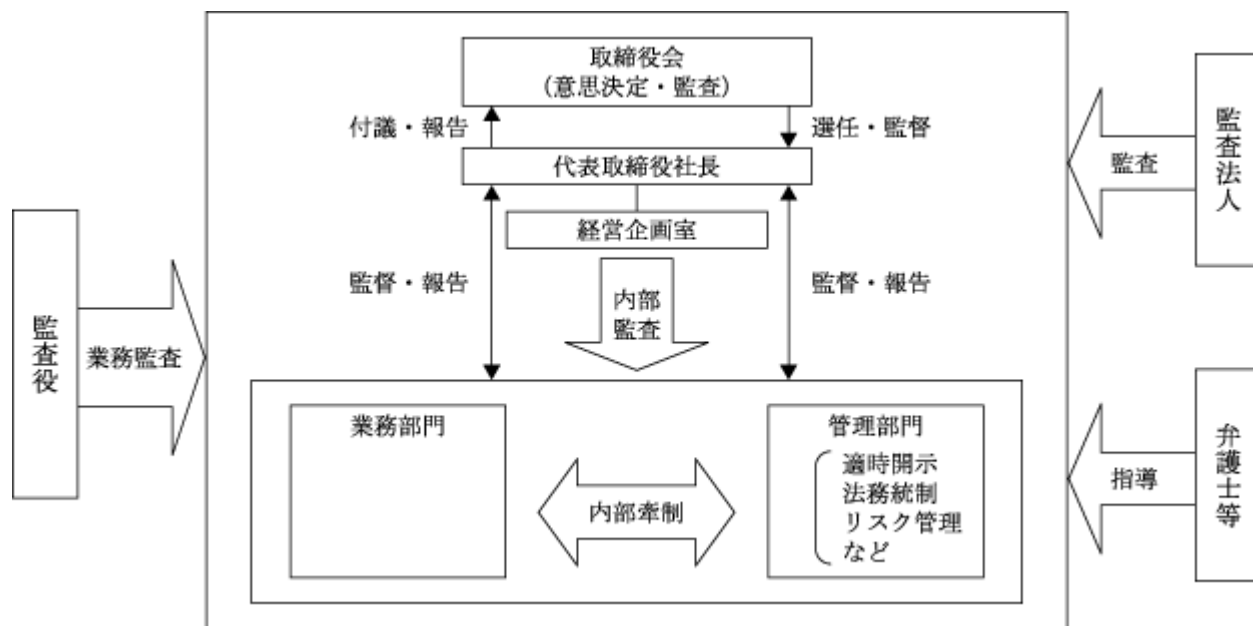 取締役会
(意思決定・監査)
付議・報告
選任・監督
代表取締役社長
経営企画室
監督・報告
監督・報告
内部
監査
監査役
業務監査
監査法人
監査
弁護士等
指導
業務部門
内部牽制
管理部門
適時開示
法務統制
リスク管理
など